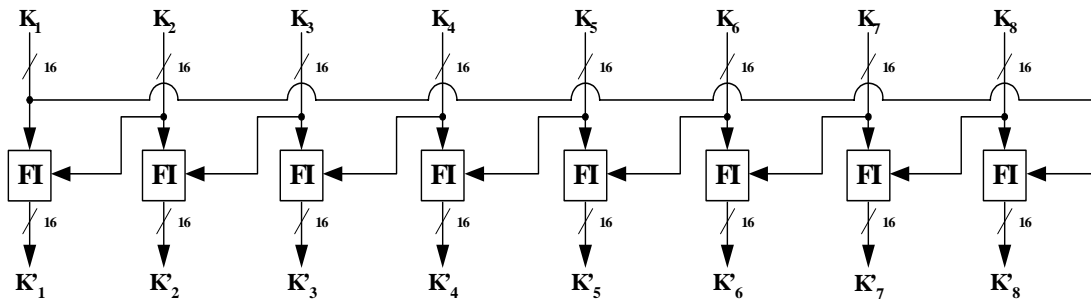 K1 K2 K3 K4 K5 K6 K7 K8
16 16 16 16 16 16 16 16
FI FI FI FI FI FI FI FI
16 16 16 16 16 16 16 16
K'1 K'2 K'3 K'4 K'5 K'6 K'7 K'8